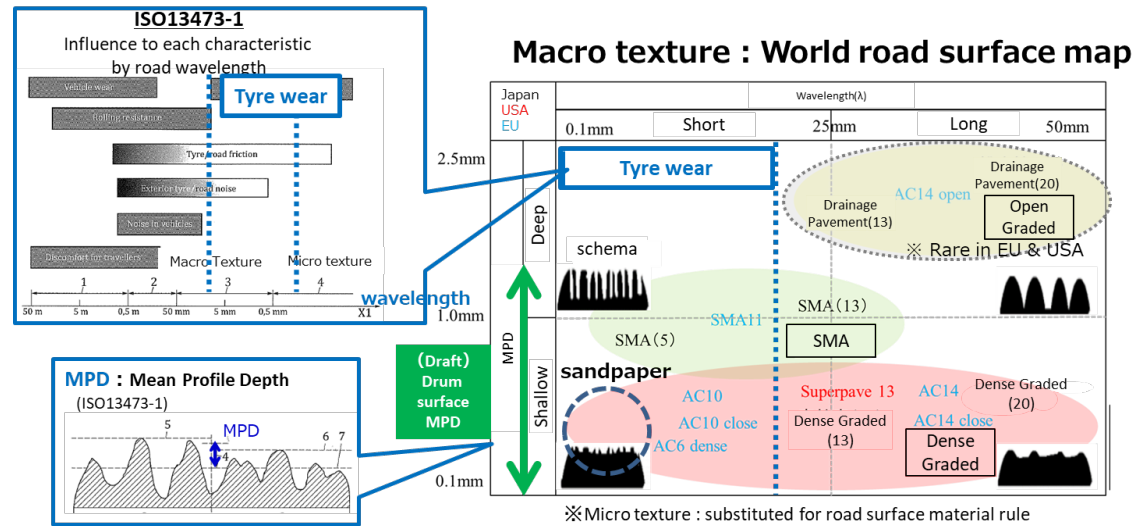 ISO13473-1
Influence to each characteristic
by road wavelength
Vehicle wear
Tyre wear
Rolling resistance
Tyre/road friction
Exterior tyre/road noise
Noise in vehicles
Discomfort for travellers
Macro Texture
Micro texture
1 2 3 4
wavelength
50 m 0,5 m 50 mm 5 mm 0,5 mm X1
MPD : Mean Profile Depth
(ISO13473-1)
5
MPD
4
6 7
Macro texture : World road surface map
Japan
USA
EU
Wavelength(λ)
0.1mm Short 25mm Long 50mm
2.5mm
1.0mm
0.1mm
Deep
Shallow
MPD
(Draft)
Drum
surface
MPD
Tyre wear
Drainage
Pavement(20)
AC14 open
Drainage
Pavement(13)
Open
Graded
※ Rare in EU & USA
schema
SMA(13)
SMA11
SMA(5)
SMA
sandpaper
AC10
Superpave 13
AC14
Dense Graded
(20)
AC10 close
Dense Graded
(13)
AC14 close
AC6 dense
Dense
Graded
※Micro texture : substituted for road surface material rule